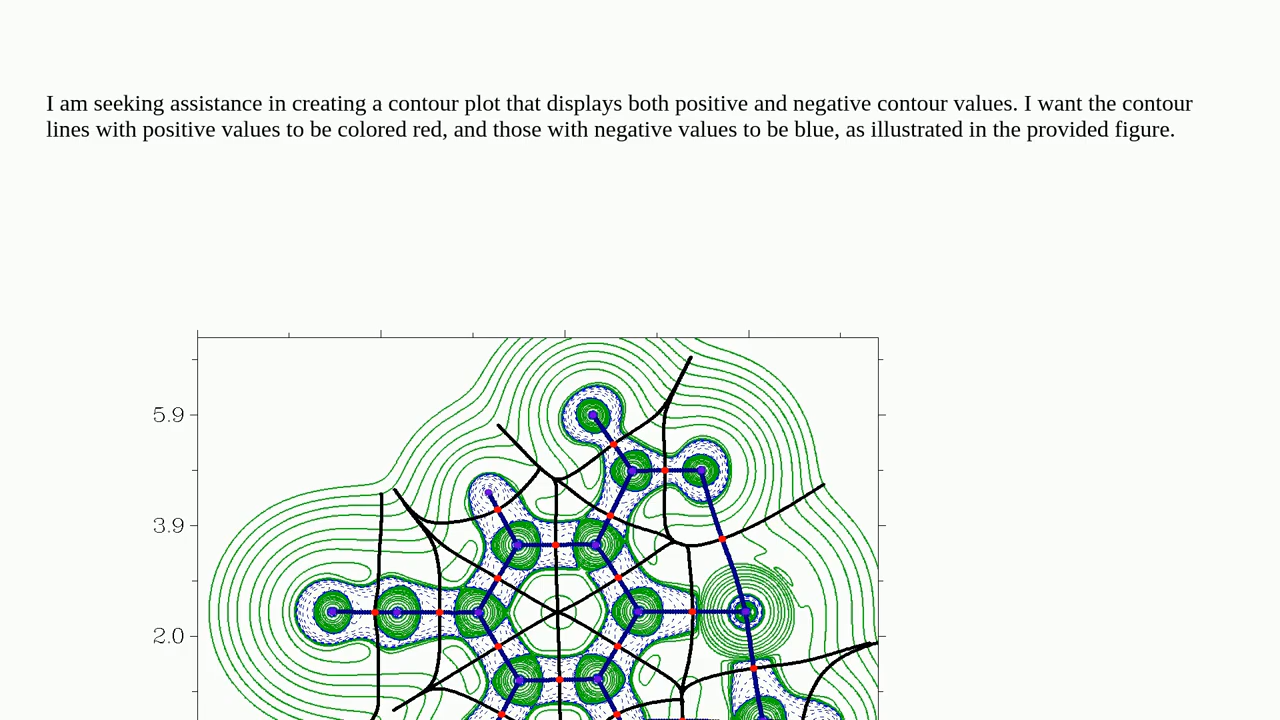 I am seeking assistance in creating a contour plot that displays both positive and negative contour values. I want the contour
lines with positive values to be colored red, and those with negative values to be blue, as illustrated in the provided figure.
5.9
3.9
2.0